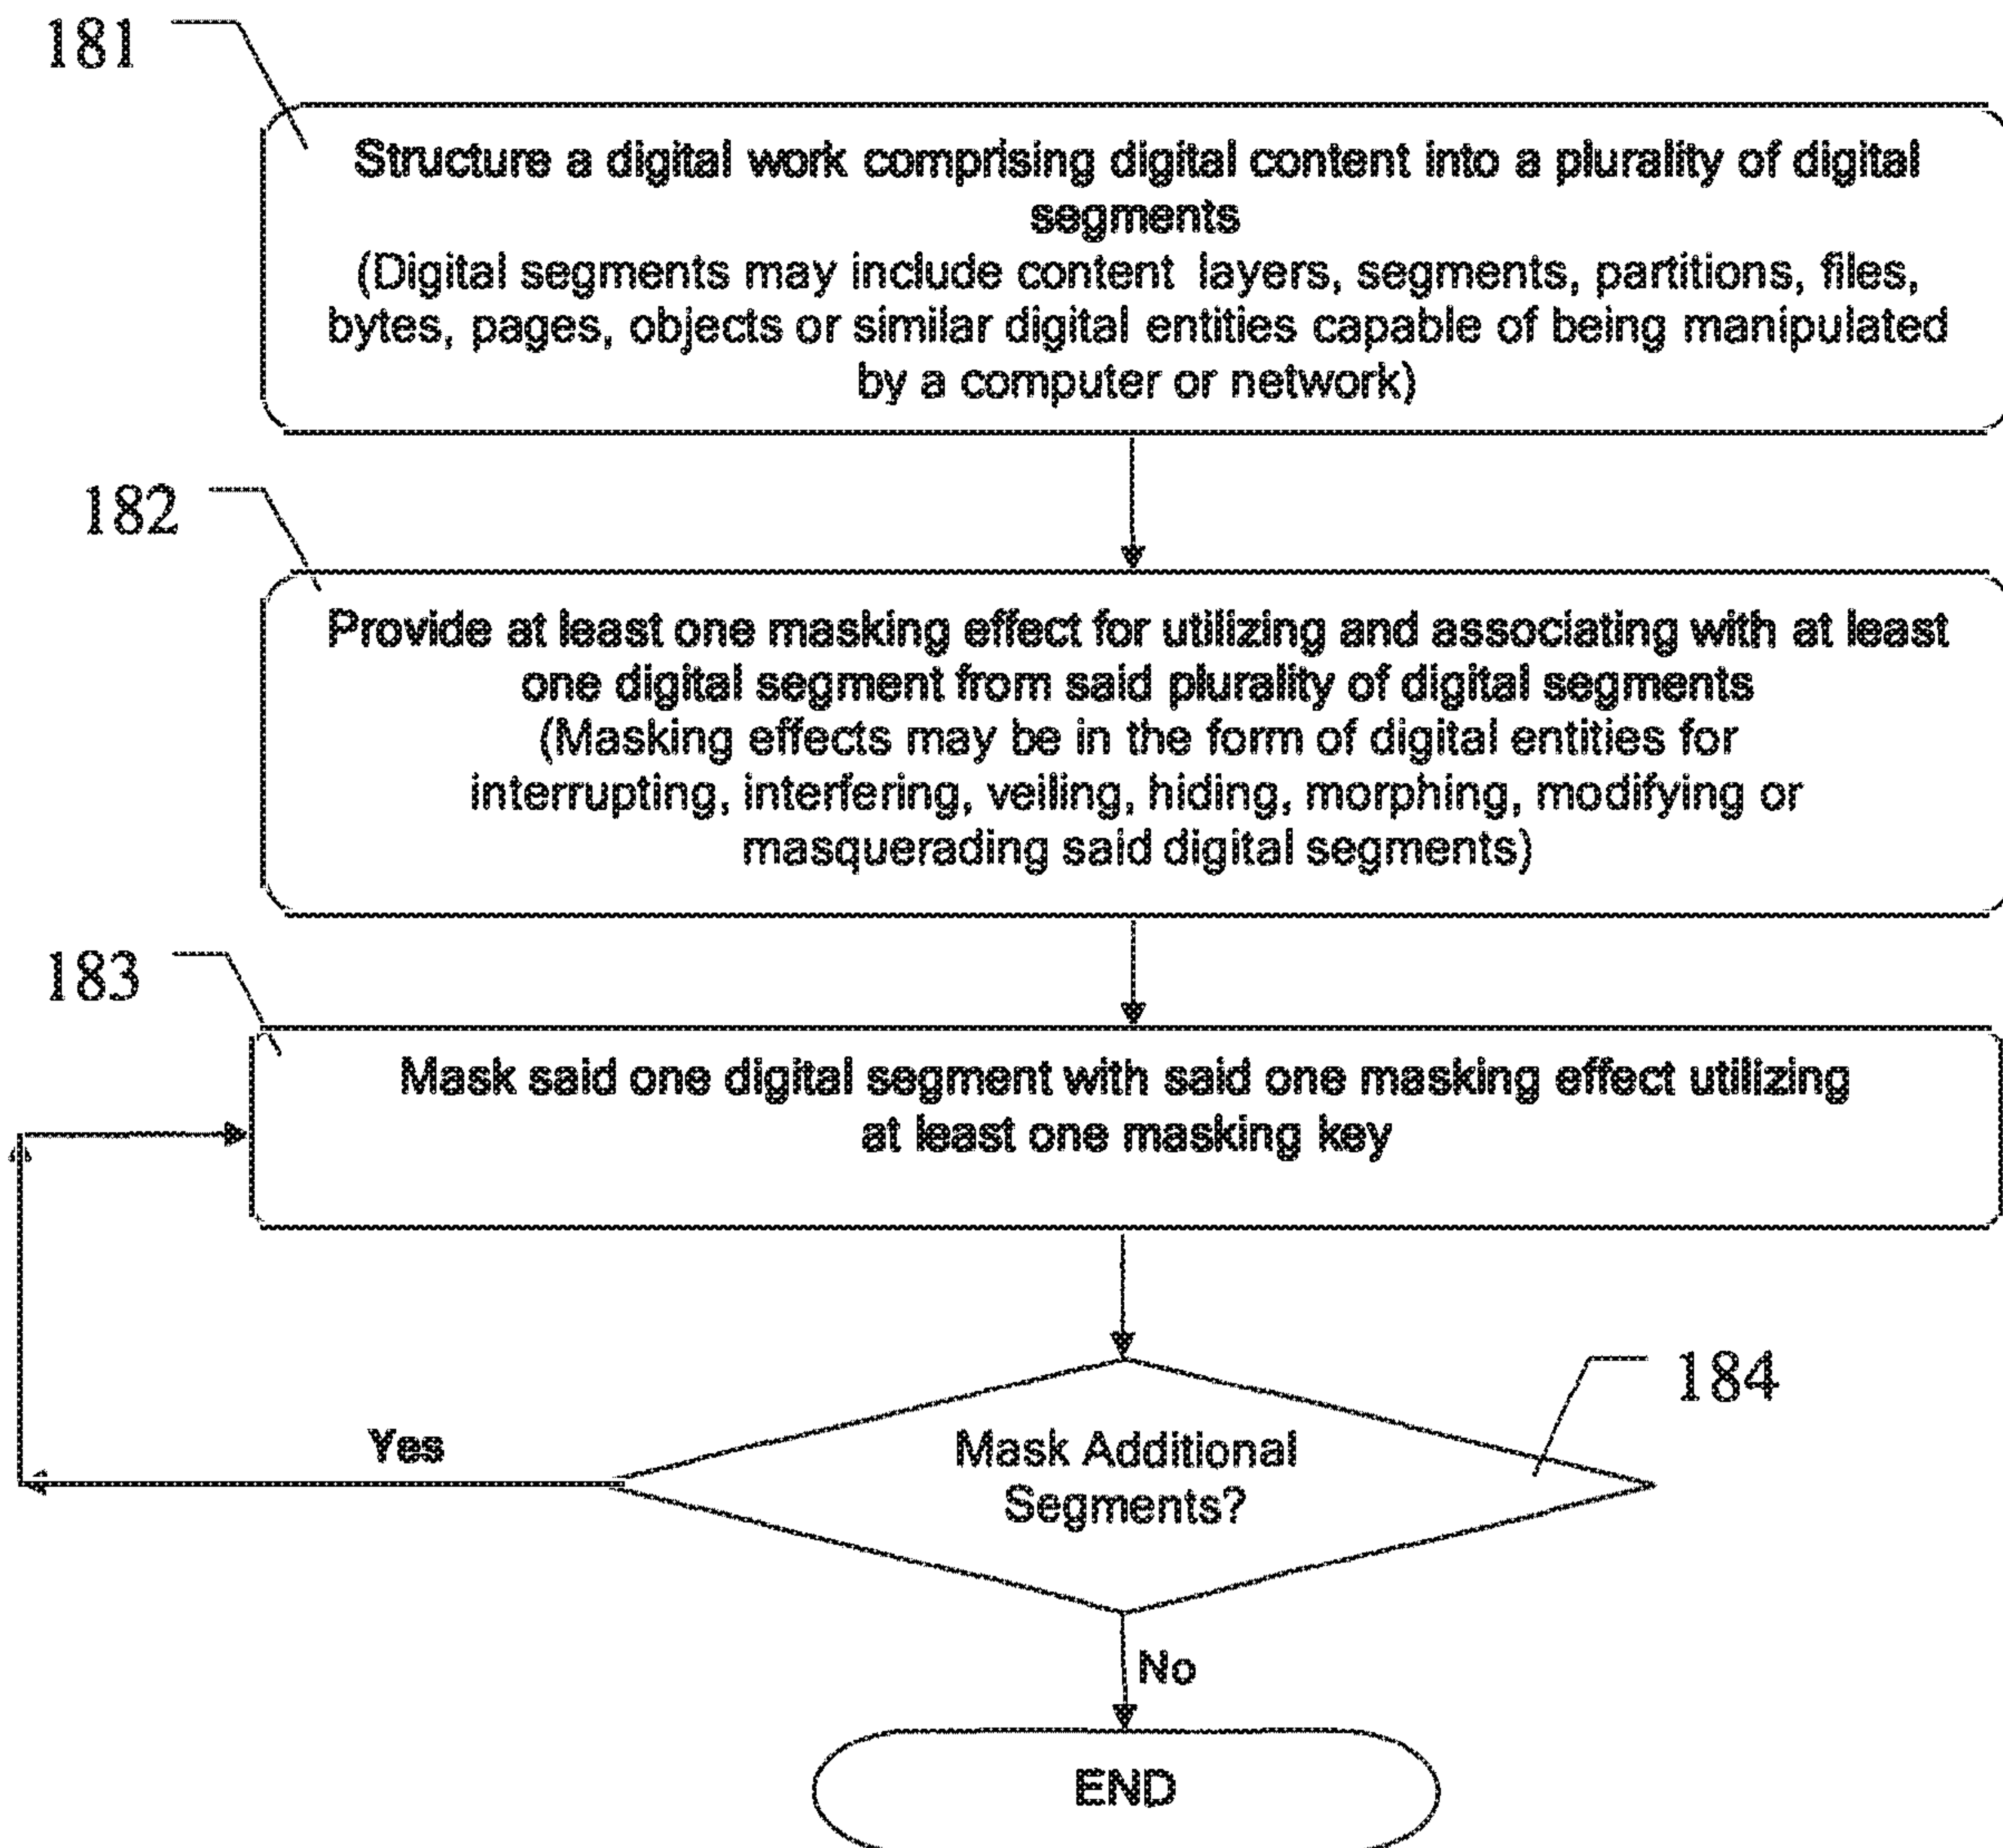 181
Structure a digital work comprising digital content into a plurality of digital
segments
(Digital segments may include content layers, segments, partitions, files,
bytes, pages, objects or similar digital entities capable of being manipulated
by a computer or network)
182
Provide at least one masking effect for utilizing and associating with at least
one digital segment from said plurality of digital segments
(Masking effects may be in the form of digital entities for
interrupting, interfering, veiling, hiding, morphing, modifying or
masquerading said digital segments)
183
Mask said one digital segment with said one masking effect utilizing
at least one masking key
184
Mask Additional
Segments?
Yes
No
END